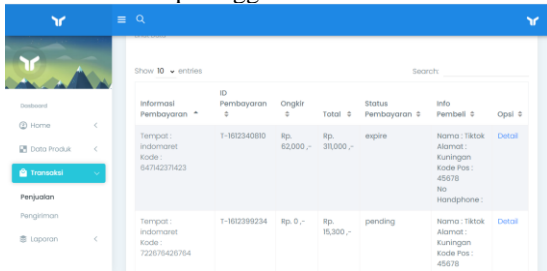 Show 10 entries
Search:
Informasi Pembayaran
ID Pembayaran
Ongkir
Total
Status Pembayaran
Info Pembeli
Opsi
Tempat :
indomaret
Kode :
647142371423
T-1612340810
Rp.
62,000 ,-
Rp.
311,000 ,-
expire
Nama : Tiktok
Alamat :
Kuningan
Kode Pos :
45678
No
Handphone :
Detail
Tempat :
indomaret
Kode :
722676426764
T-1612399234
Rp. 0 ,-
Rp.
15,300 ,-
pending
Nama : Tiktok
Alamat :
Kuningan
Kode Pos :
45678
Detail
Dashboard
Home
Data Produk
Transaksi
Penjualan
Pengiriman
Laporan